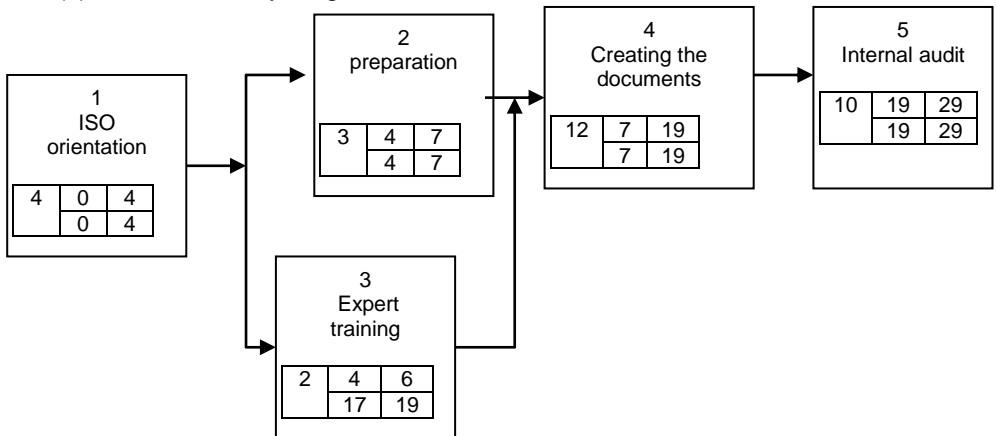 1
ISO
orientation
4 0 4
0 4
2
preparation
3 4 7
4 7
3
Expert
training
2 4 6
17 19
4
Creating the
documents
12 7 19
7 19
5
Internal audit
10 19 29
19 29